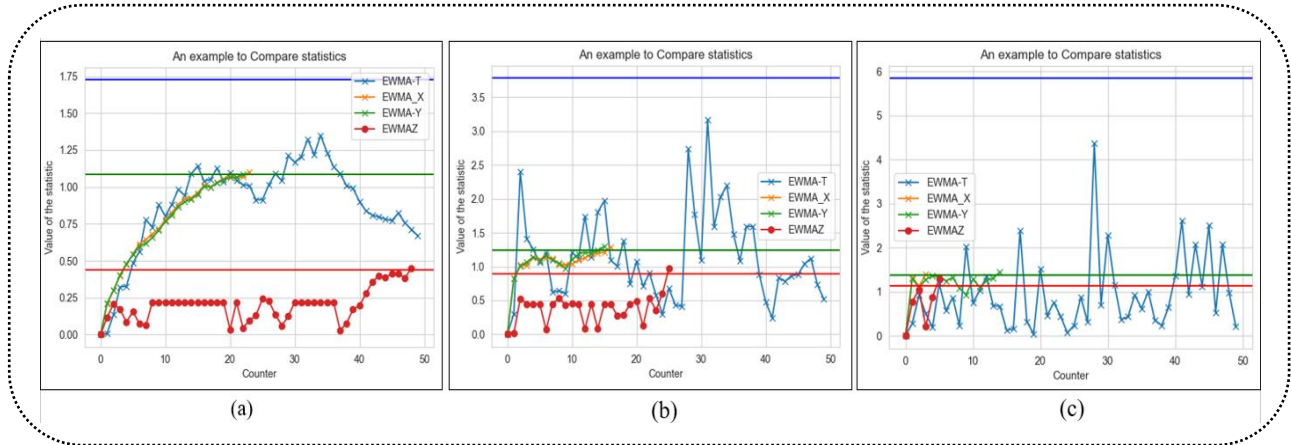 An example to Compare statistics
EWMA-T
EWMA_X
EWMA-Y
EWMAZ
Value of the statistic
1.75
1.50
1.25
1.00
0.75
0.50
0.25
0.00
0 10 20 30 40 50
Counter
(a)
An example to Compare statistics
EWMA-T
EWMA_X
EWMA-Y
EWMAZ
Value of the statistic
3.5
3.0
2.5
2.0
1.5
1.0
0.5
0.0
0 10 20 30 40 50
Counter
(b)
An example to Compare statistics
EWMA-T
EWMA_X
EWMA-Y
EWMAZ
Value of the statistic
6
5
4
3
2
1
0
0 10 20 30 40 50
Counter
(c)